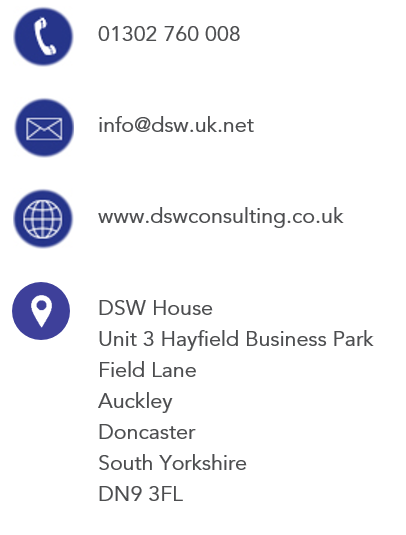 01302 760 008
info@dsw.uk.net
www.dswconsulting.co.uk
DSW House
Unit 3 Hayfield Business Park
Field Lane
Auckley
Doncaster
South Yorkshire
DN9 3FL